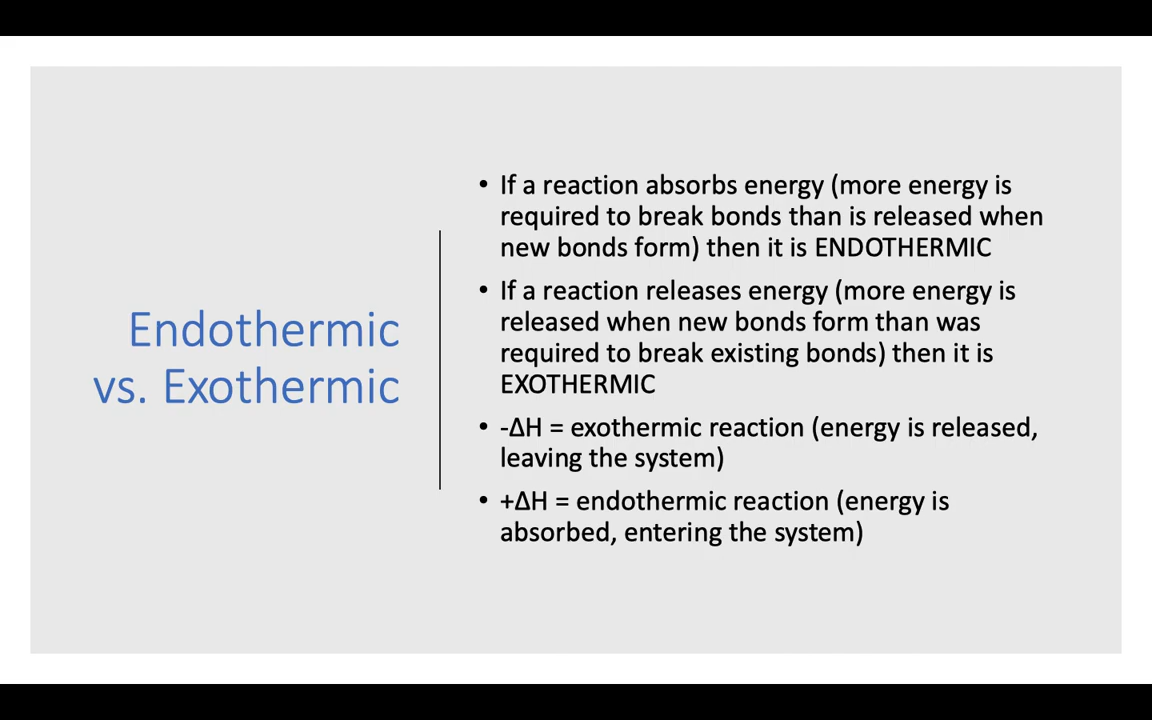 Endothermic
vs. Exothermic
• If a reaction absorbs energy (more energy is
required to break bonds than is released when
new bonds form) then it is ENDOTHERMIC
• If a reaction releases energy (more energy is
released when new bonds form than was
required to break existing bonds) then it is
EXOTHERMIC
• -ΔH = exothermic reaction (energy is released,
leaving the system)
• +ΔH = endothermic reaction (energy is
absorbed, entering the system)